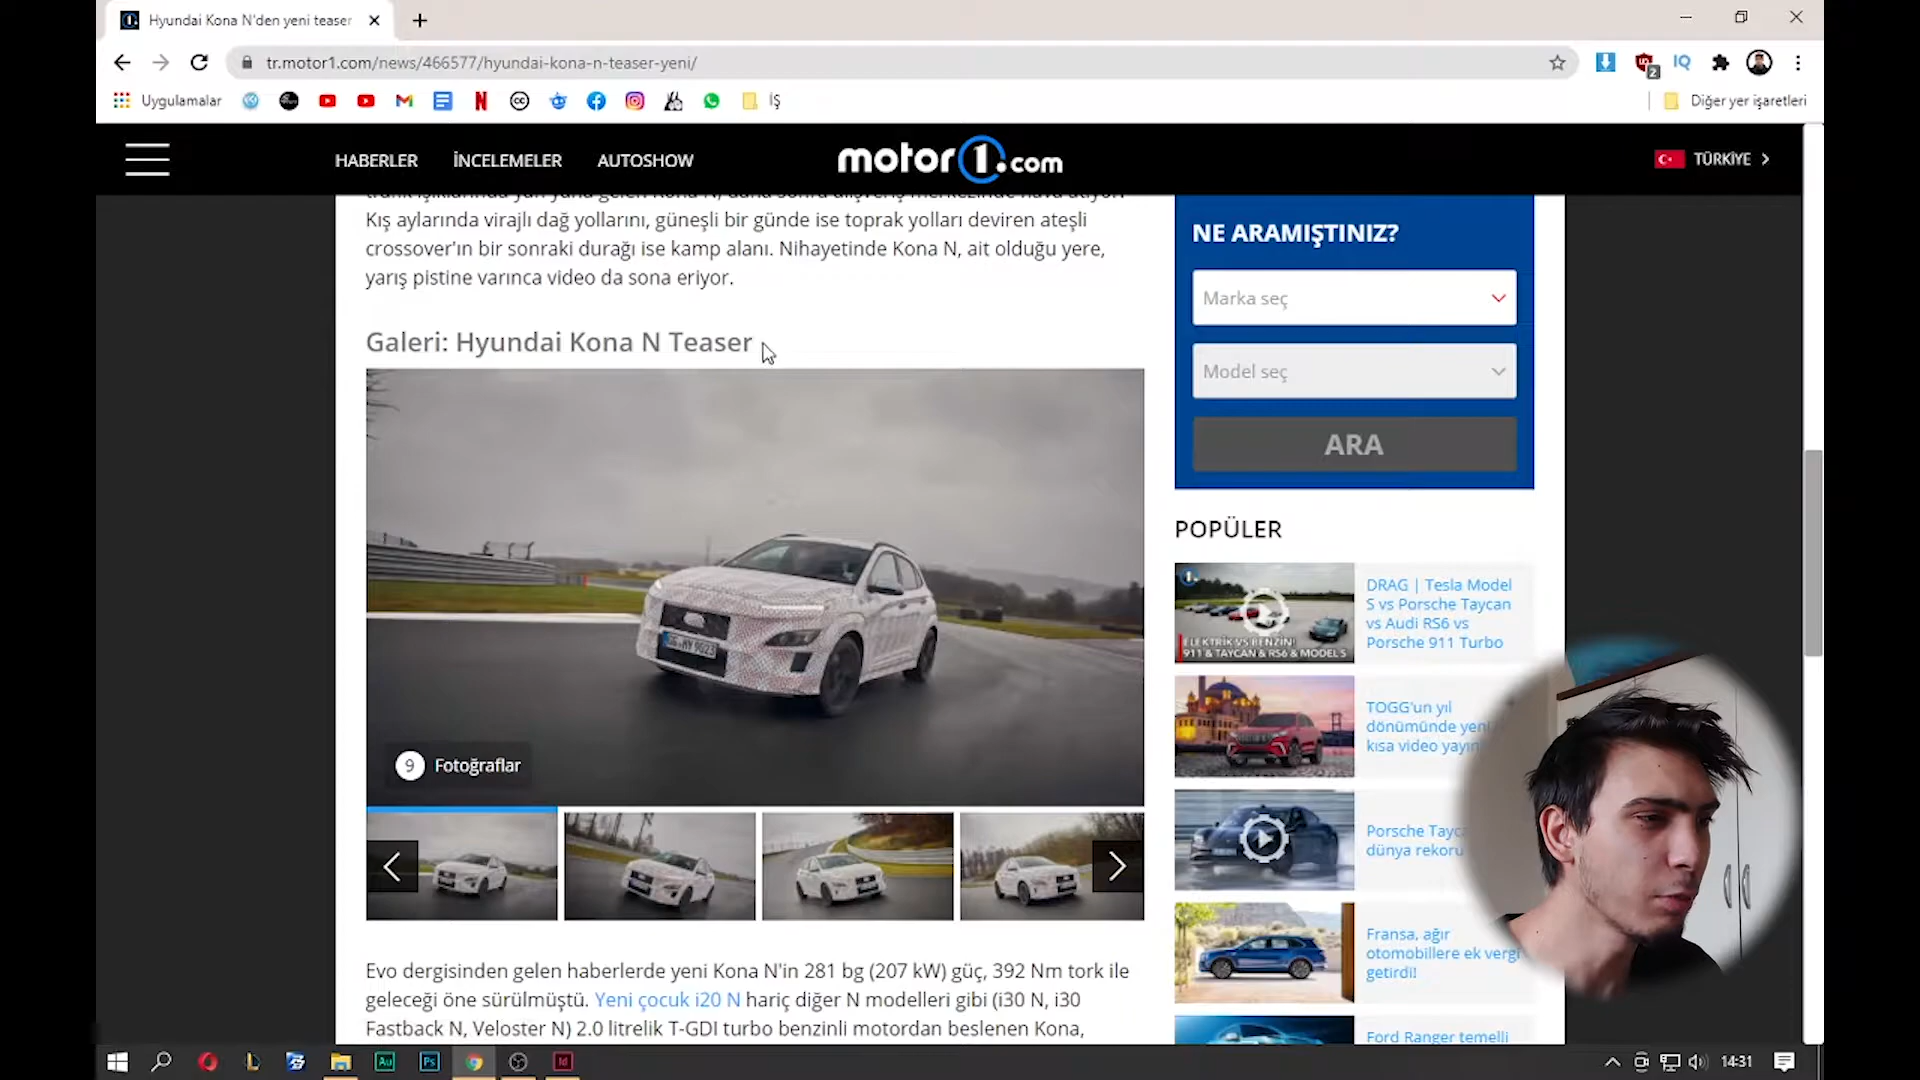 Hyundai Kona N'den yeni teaser
tr.motor1.com/news/466577/hyundai-kona-n-teaser-yeni/
2
IQ
Uygulamalar
İŞ
Diğer yer işaretleri
HABERLER
İNCELEMELER
AUTOSHOW
motor1.com
TÜRKİYE
Kış aylarında virajlı dağ yollarını, güneşli bir günde ise toprak yolları deviren ateşli
crossover'ın bir sonraki durağı ise kamp alanı. Nihayetinde Kona N, ait olduğu yere,
yarış pistine varınca video da sona eriyor.
Galeri: Hyundai Kona N Teaser
9 Fotoğraflar
Evo dergisinden gelen haberlerde yeni Kona N'in 281 bg (207 kW) güç, 392 Nm tork ile
geleceği öne sürülmüştü. Yeni çocuk i20 N hariç diğer N modelleri gibi (i30 N, i30
Fastback N, Veloster N) 2.0 litrelik T-GDI turbo benzinli motordan beslenen Kona,
NE ARAMIŞTINIZ?
Marka seç
Model seç
ARA
POPÜLER
ELEKTRİK VS BENZİN!
911 & TAYCAN & RS6 & MODEL S
DRAG | Tesla Model
S vs Porsche Taycan
vs Audi RS6 vs
Porsche 911 Turbo
TOGG'un yıl
dönümünde yeni
kısa video
Porsche
dünya rekoru
Fransa, ağır
otomobillere ek vergi
getirdi!
Ford Ranger temelli
Au
Ps
Id
14:31